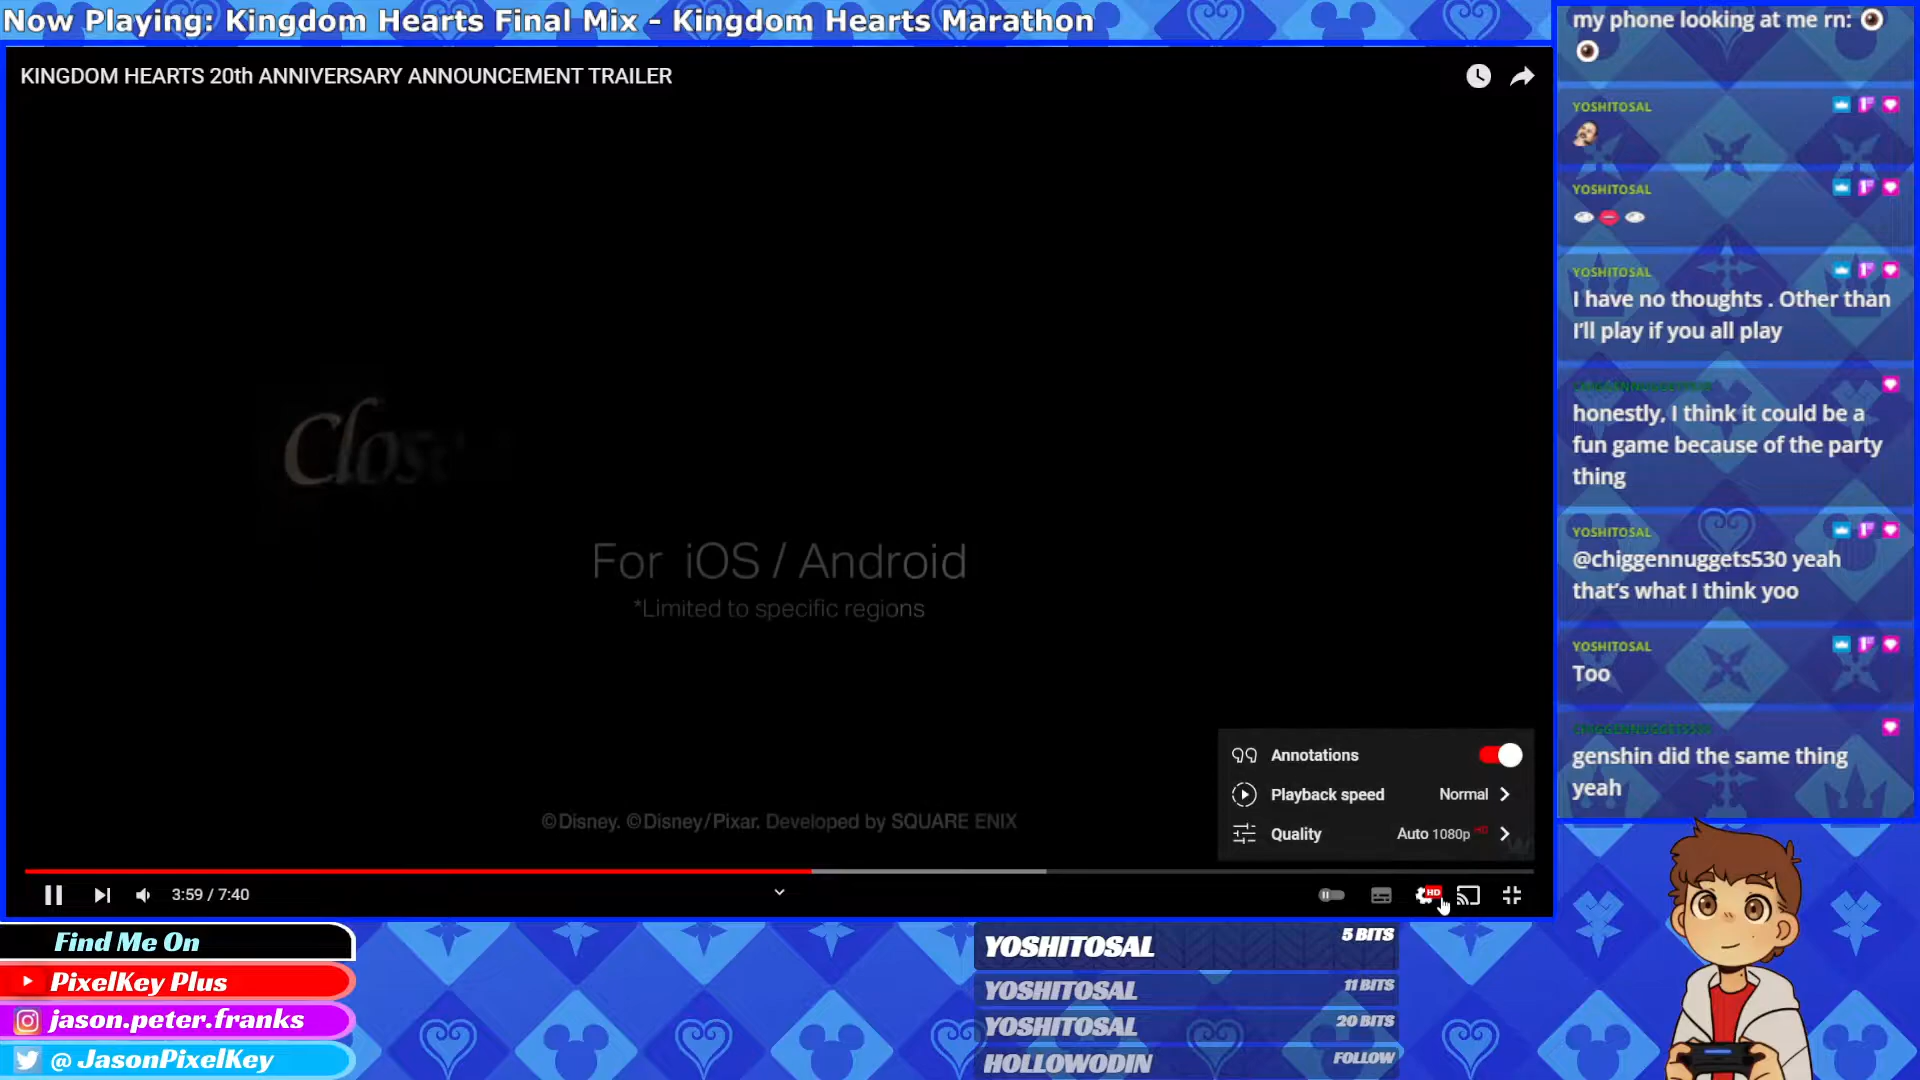 Now Playing: Kingdom Hearts Final Mix - Kingdom Hearts Marathon
KINGDOM HEARTS 20th ANNIVERSARY ANNOUNCEMENT TRAILER
Clos
For iOS / Android
*Limited to specific regions
©Disney. ©Disney/Pixar. Developed by SQUARE ENIX
Annotations
Playback speed Normal
Quality Auto 1080p HD
3:59 / 7:40
HD
my phone looking at me rn:
YOSHITOSAL
YOSHITOSAL
YOSHITOSAL
I have no thoughts . Other than
I'll play if you all play
honestly, I think it could be a
fun game because of the party
thing
YOSHITOSAL
@chiggennuggets530 yeah
that's what I think yoo
YOSHITOSAL
Too
genshin did the same thing
yeah
Find Me On
PixelKey Plus
jason.peter.franks
@JasonPixelKey
YOSHITOSAL 5 BITS
YOSHITOSAL 11 BITS
YOSHITOSAL 20 BITS
HOLLOWODIN FOLLOW